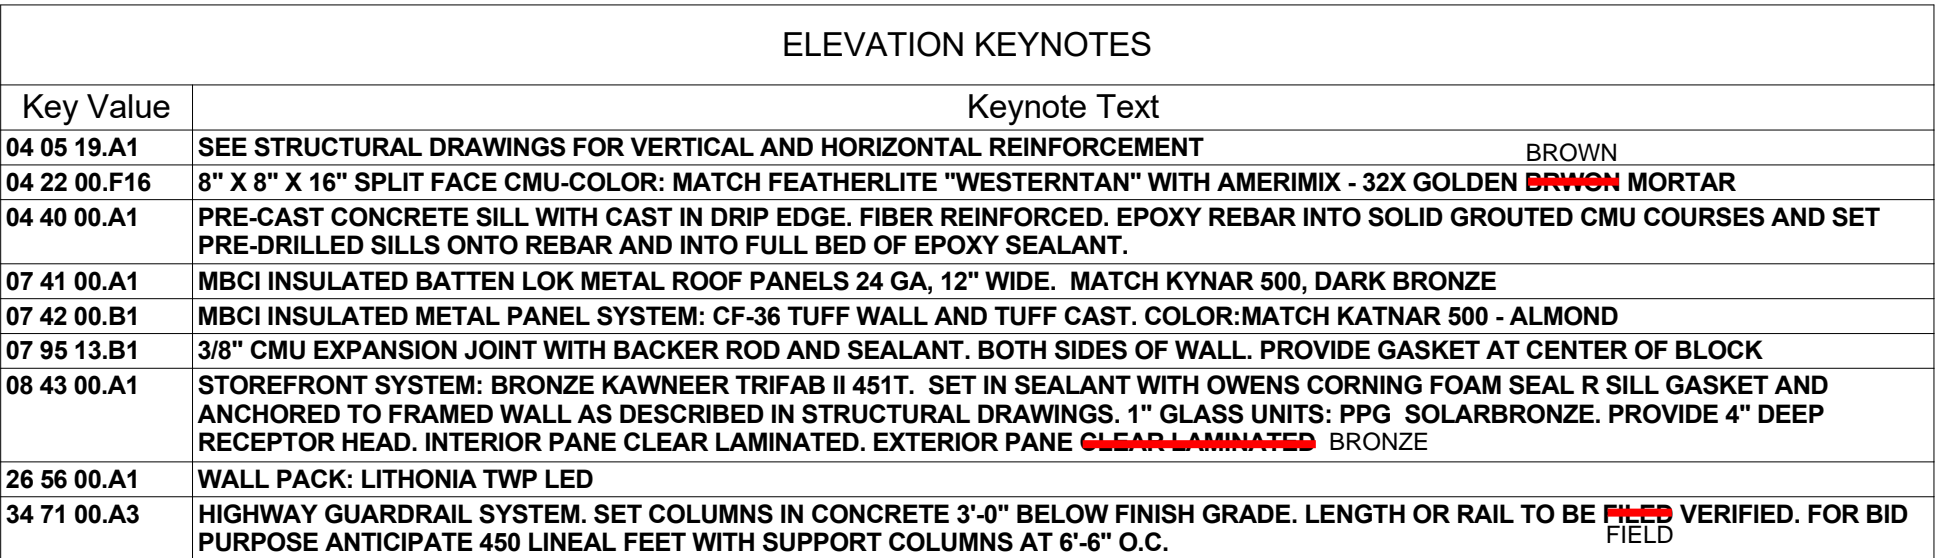 ELEVATION KEYNOTES
Key Value Keynote Text
04 05 19.A1 SEE STRUCTURAL DRAWINGS FOR VERTICAL AND HORIZONTAL REINFORCEMENT
BROWN
04 22 00.F16 8" X 8" X 16" SPLIT FACE CMU-COLOR: MATCH FEATHERLITE "WESTERNTAN" WITH AMERIMIX - 32X GOLDEN BRWON MORTAR
04 40 00.A1 PRE-CAST CONCRETE SILL WITH CAST IN DRIP EDGE. FIBER REINFORCED. EPOXY REBAR INTO SOLID GROUTED CMU COURSES AND SET
PRE-DRILLED SILLS ONTO REBAR AND INTO FULL BED OF EPOXY SEALANT.
07 41 00.A1 MBCI INSULATED BATTEN LOK METAL ROOF PANELS 24 GA, 12" WIDE. MATCH KYNAR 500, DARK BRONZE
07 42 00.B1 MBCI INSULATED METAL PANEL SYSTEM: CF-36 TUFF WALL AND TUFF CAST. COLOR:MATCH KATNAR 500 - ALMOND
07 95 13.B1 3/8" CMU EXPANSION JOINT WITH BACKER ROD AND SEALANT. BOTH SIDES OF WALL. PROVIDE GASKET AT CENTER OF BLOCK
08 43 00.A1 STOREFRONT SYSTEM: BRONZE KAWNEER TRIFAB II 451T. SET IN SEALANT WITH OWENS CORNING FOAM SEAL R SILL GASKET AND
ANCHORED TO FRAMED WALL AS DESCRIBED IN STRUCTURAL DRAWINGS. 1" GLASS UNITS: PPG SOLARBRONZE. PROVIDE 4" DEEP
RECEPTOR HEAD. INTERIOR PANE CLEAR LAMINATED. EXTERIOR PANE CLEAR LAMINATED BRONZE
26 56 00.A1 WALL PACK: LITHONIA TWP LED
34 71 00.A3 HIGHWAY GUARDRAIL SYSTEM. SET COLUMNS IN CONCRETE 3'-0" BELOW FINISH GRADE. LENGTH OR RAIL TO BE FILED VERIFIED. FOR BID
FIELD
PURPOSE ANTICIPATE 450 LINEAL FEET WITH SUPPORT COLUMNS AT 6'-6" O.C.